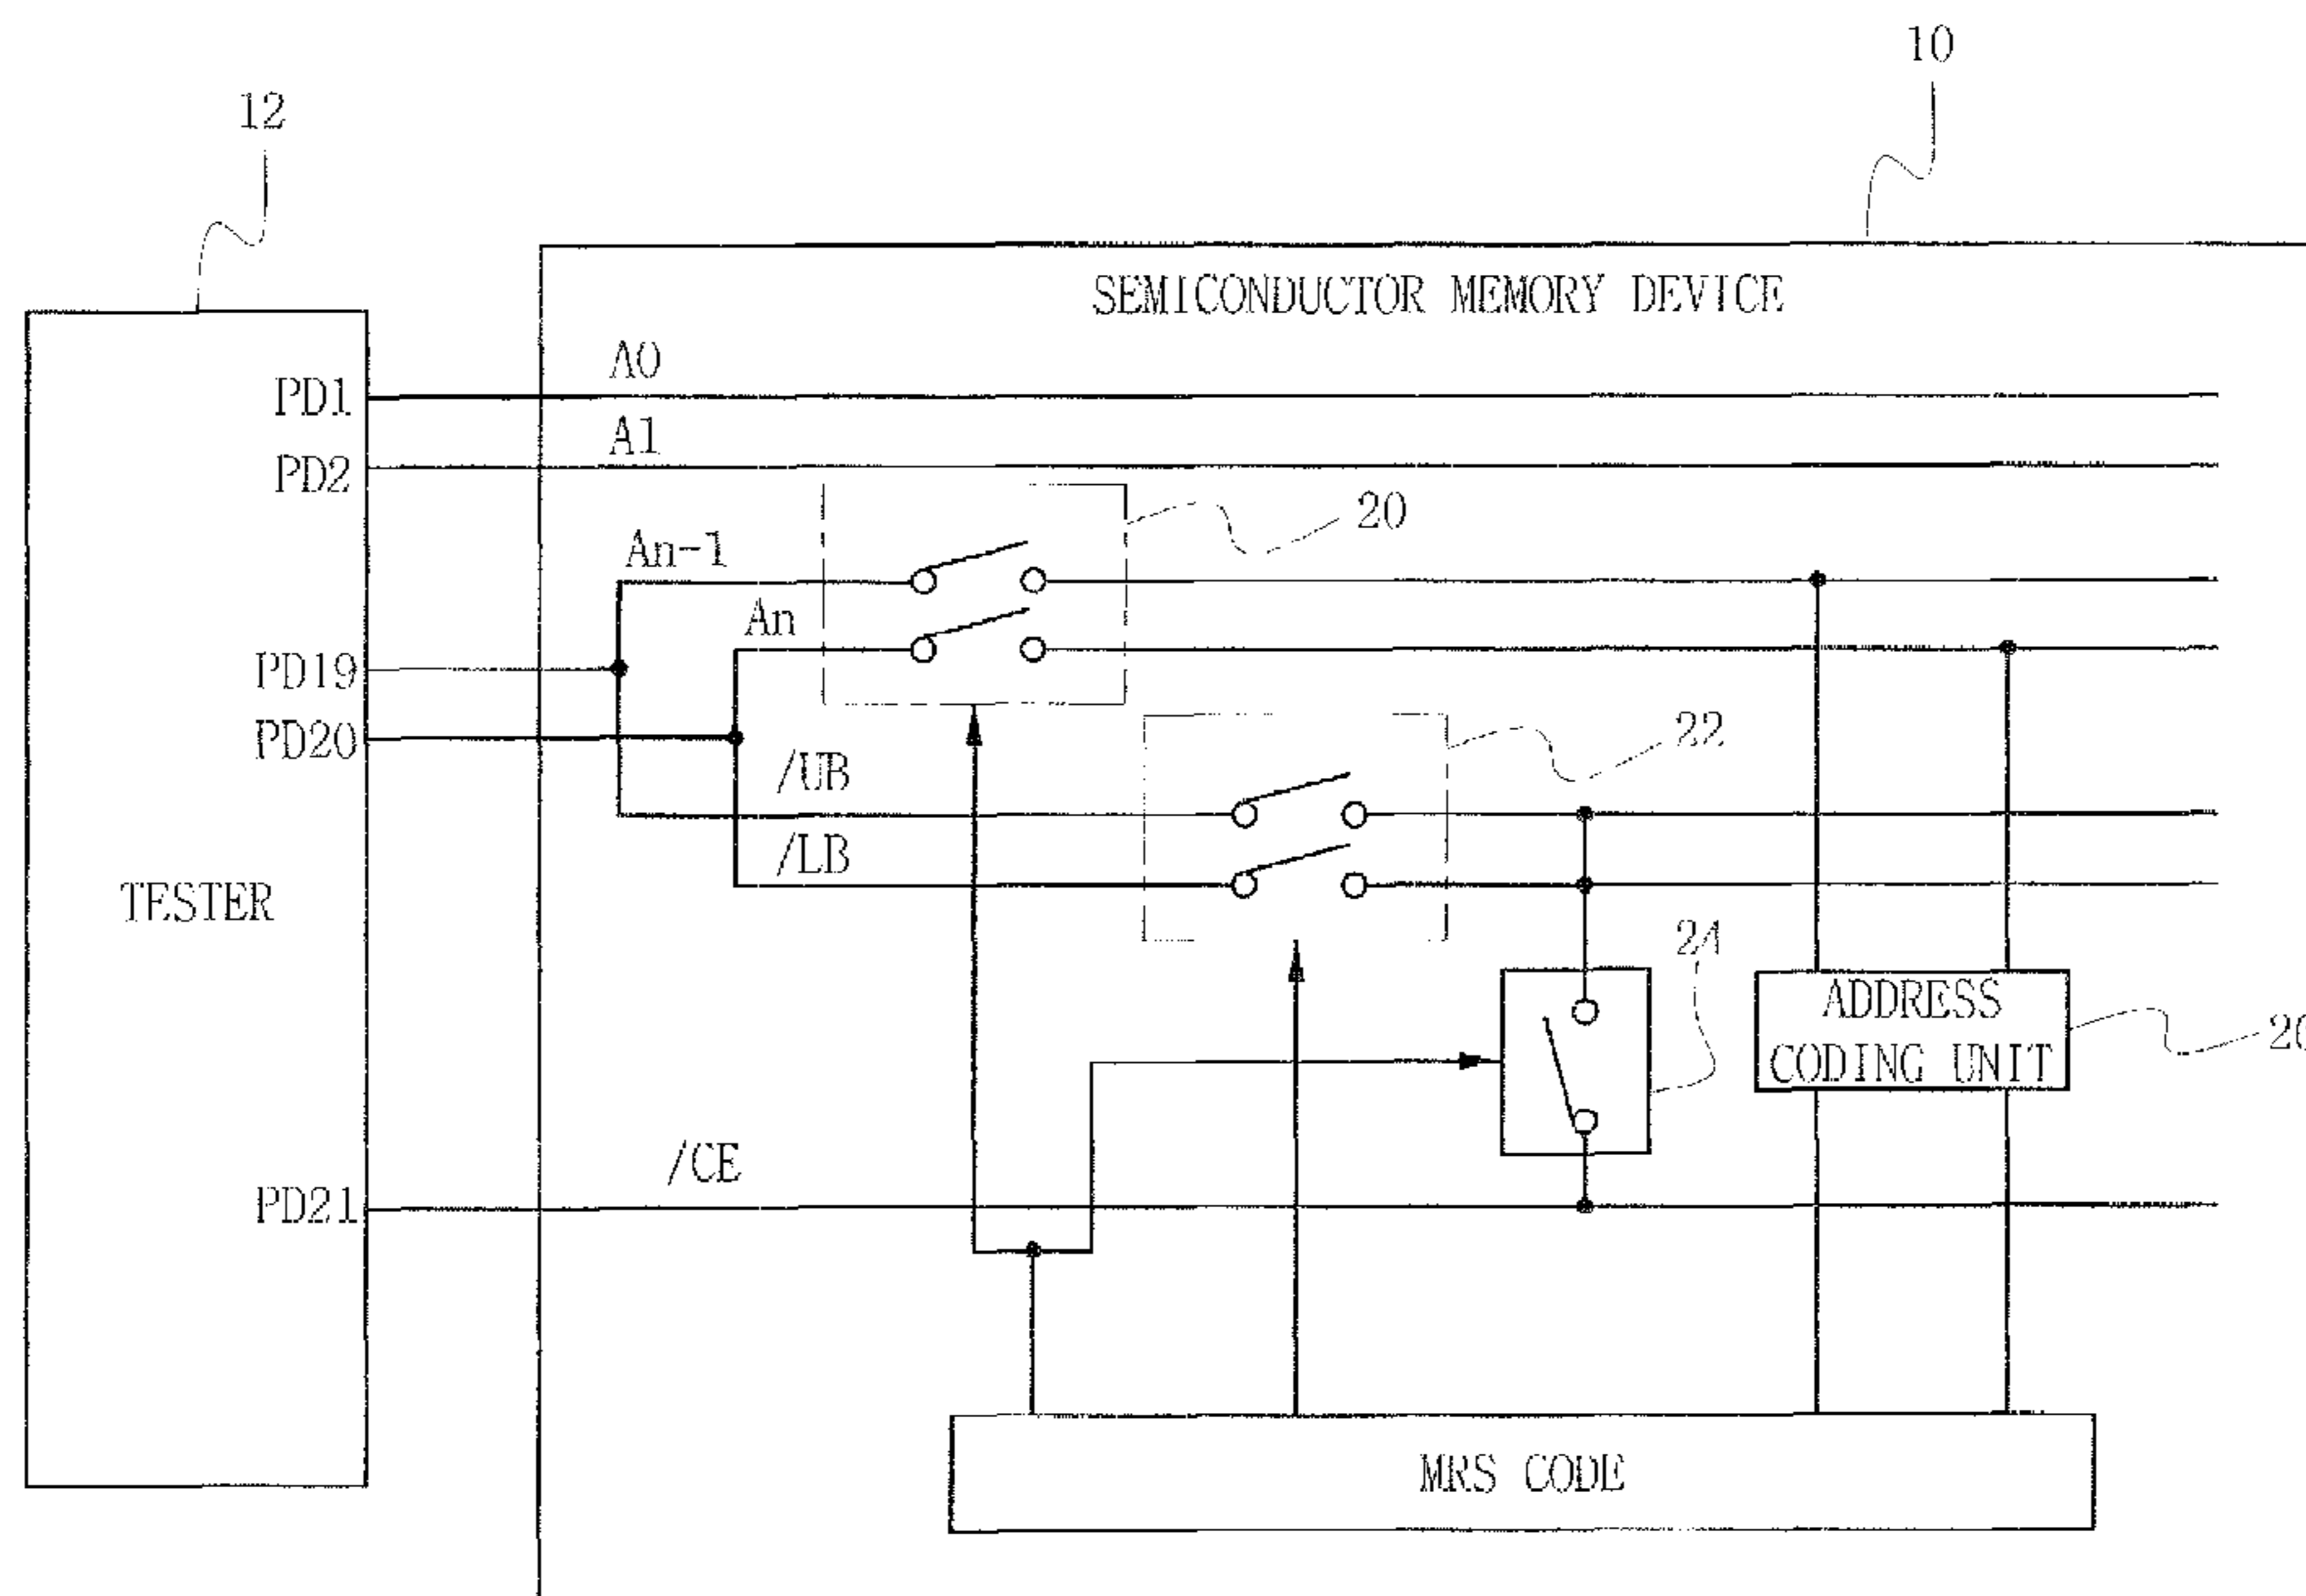 10
12
SEMICONDUCTOR MEMORY DEVICE
A0
PD1
A1
PD2
20
An-1
An
PD19
PD20
22
/UB
/LB
TESTER
24
ADDRESS
CODING UNIT
/CE
PD21
MRS CODE